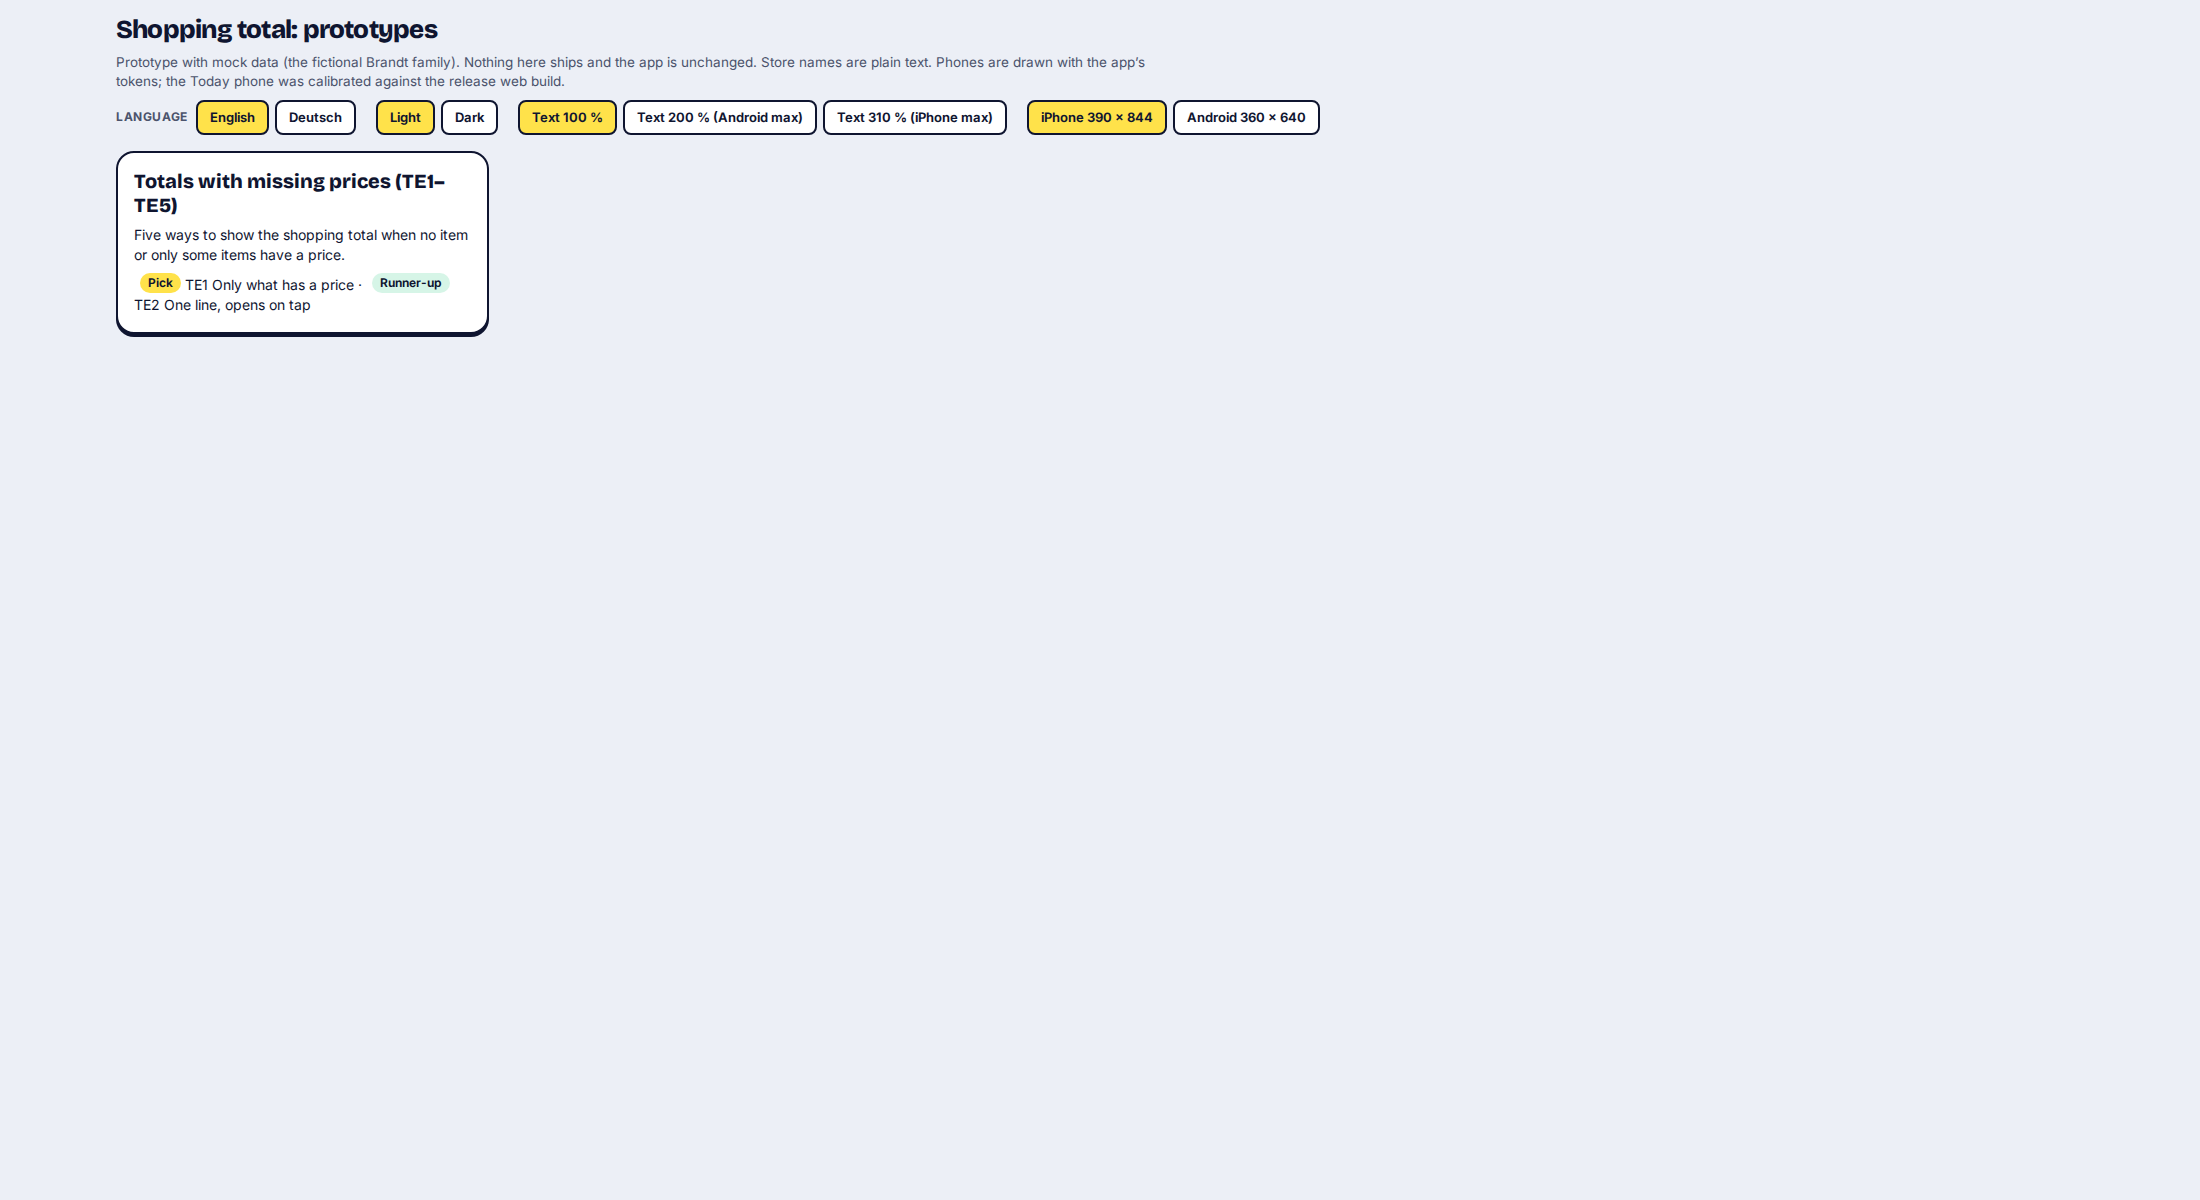 Shopping total: prototypes
Prototype with mock data (the fictional Brandt family). Nothing here ships and the app is unchanged. Store names are plain text. Phones are drawn with the app's
tokens; the Today phone was calibrated against the release web build.
LANGUAGE English Deutsch Light Dark Text 100 % Text 200 % (Android max) Text 310 % (iPhone max) iPhone 390 × 844 Android 360 × 640
Totals with missing prices (TE1–
TE5)
Five ways to show the shopping total when no item
or only some items have a price.
Pick TE1 Only what has a price · Runner-up
TE2 One line, opens on tap